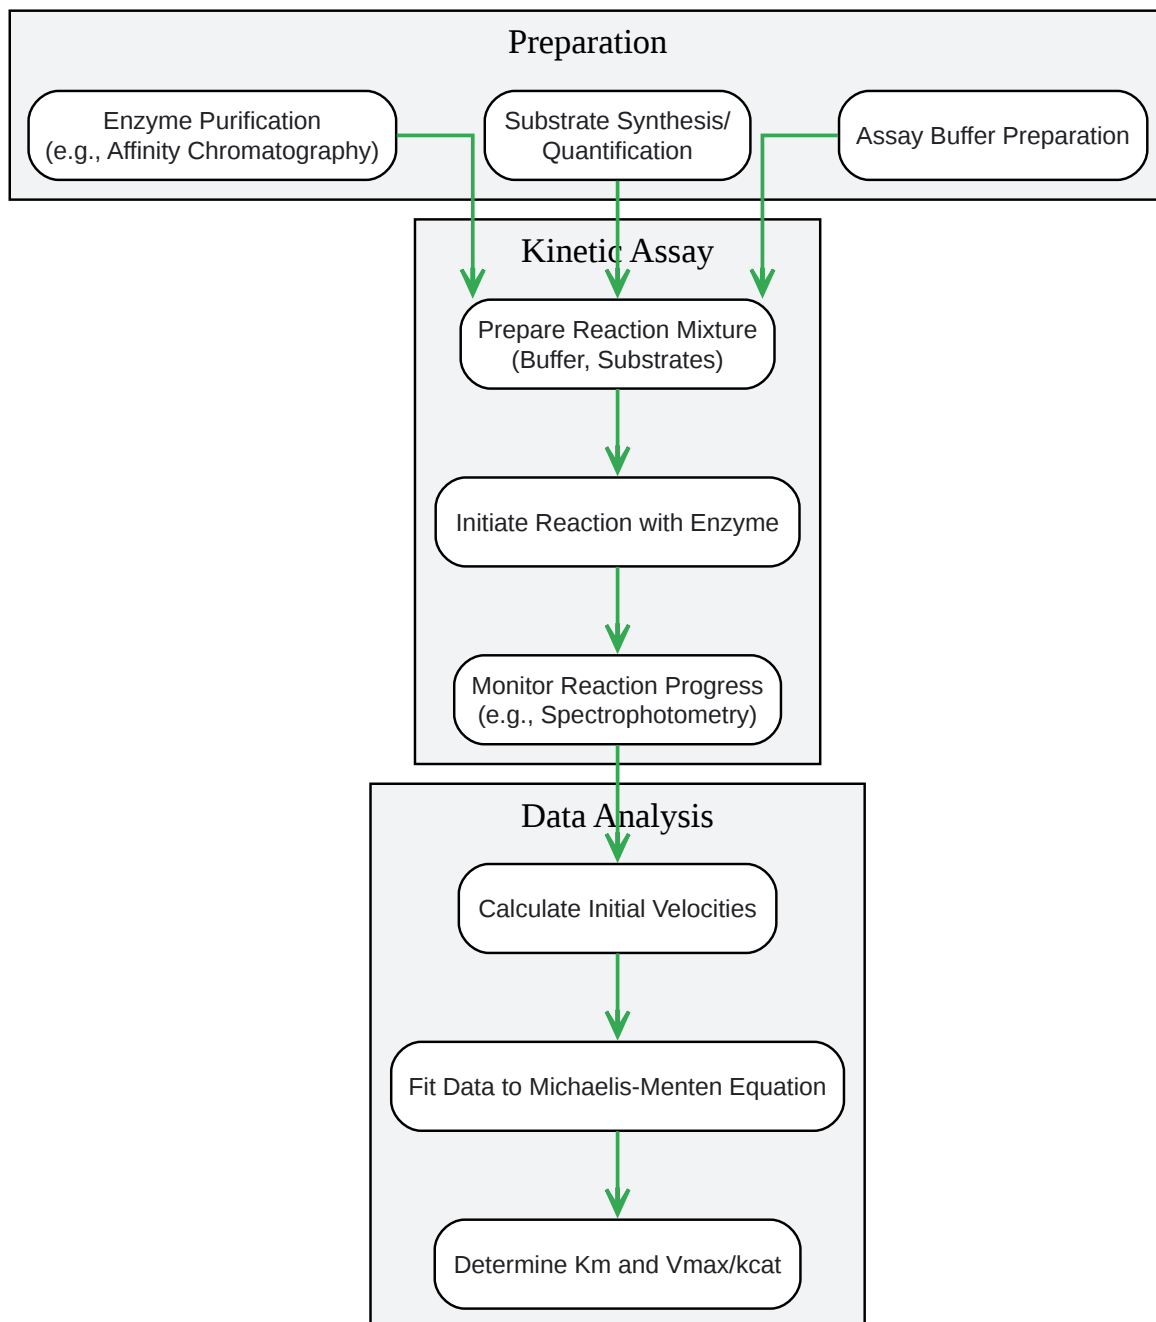 Preparation
Enzyme Purification
(e.g., Affinity Chromatography)
Substrate Synthesis/
Quantification
Assay Buffer Preparation
Kinetic Assay
Prepare Reaction Mixture
(Buffer, Substrates)
Initiate Reaction with Enzyme
Monitor Reaction Progress
(e.g., Spectrophotometry)
Data Analysis
Calculate Initial Velocities
Fit Data to Michaelis-Menten Equation
Determine Km and Vmax/kcat